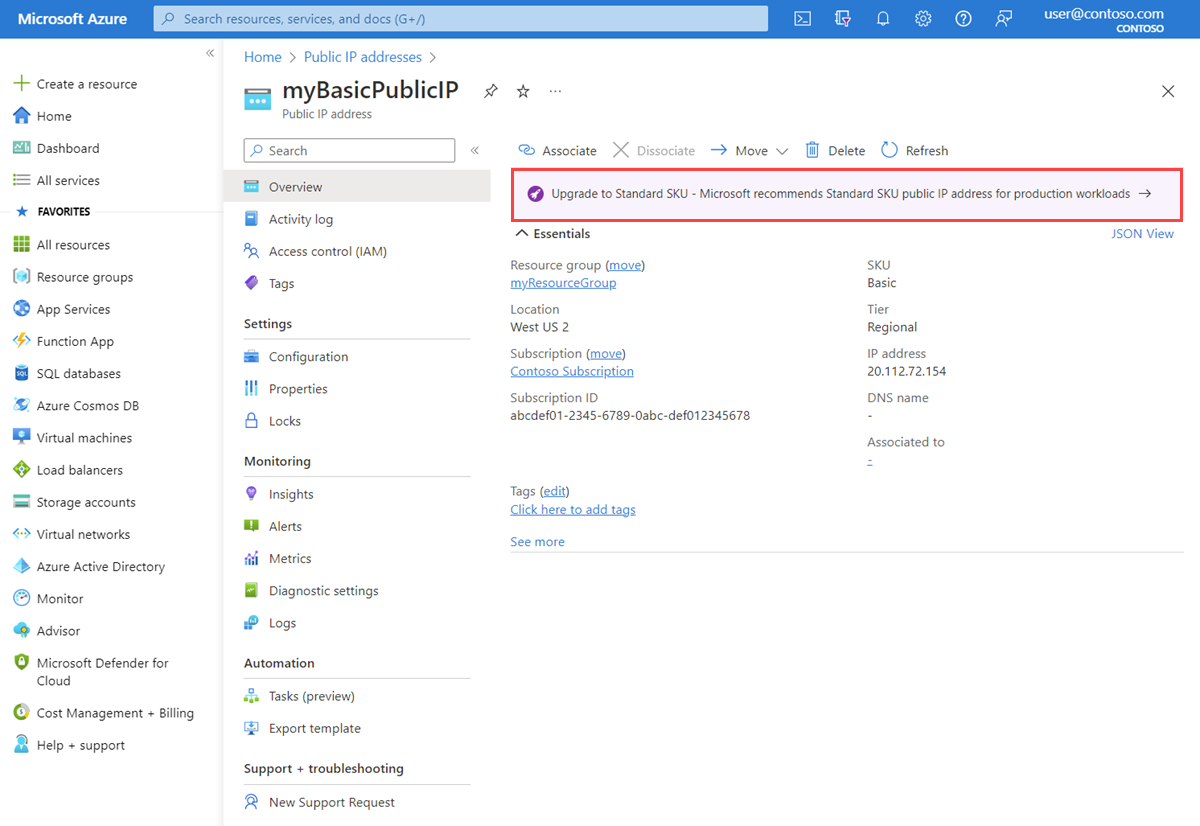 Microsoft Azure
Search resources, services, and docs (G+/)
user@contoso.com
CONTOSO
Create a resource
Home
Dashboard
All services
FAVORITES
All resources
Resource groups
App Services
Function App
SQL databases
Azure Cosmos DB
Virtual machines
Load balancers
Storage accounts
Virtual networks
Azure Active Directory
Monitor
Advisor
Microsoft Defender for
Cloud
Cost Management + Billing
Help + support
Home > Public IP addresses >
myBasicPublicIP
Public IP address
Search
Overview
Activity log
Access control (IAM)
Tags
Settings
Configuration
Properties
Locks
Monitoring
Insights
Alerts
Metrics
Diagnostic settings
Logs
Automation
Tasks (preview)
Export template
Support + troubleshooting
New Support Request
Associate Dissociate Move Delete Refresh
Upgrade to Standard SKU - Microsoft recommends Standard SKU public IP address for production workloads →
Essentials
JSON View
Resource group (move)
myResourceGroup
Location
West US 2
Subscription (move)
Contoso Subscription
Subscription ID
abcdef01-2345-6789-0abc-def012345678
SKU
Basic
Tier
Regional
IP address
20.112.72.154
DNS name
-
Associated to
-
Tags (edit)
Click here to add tags
See more